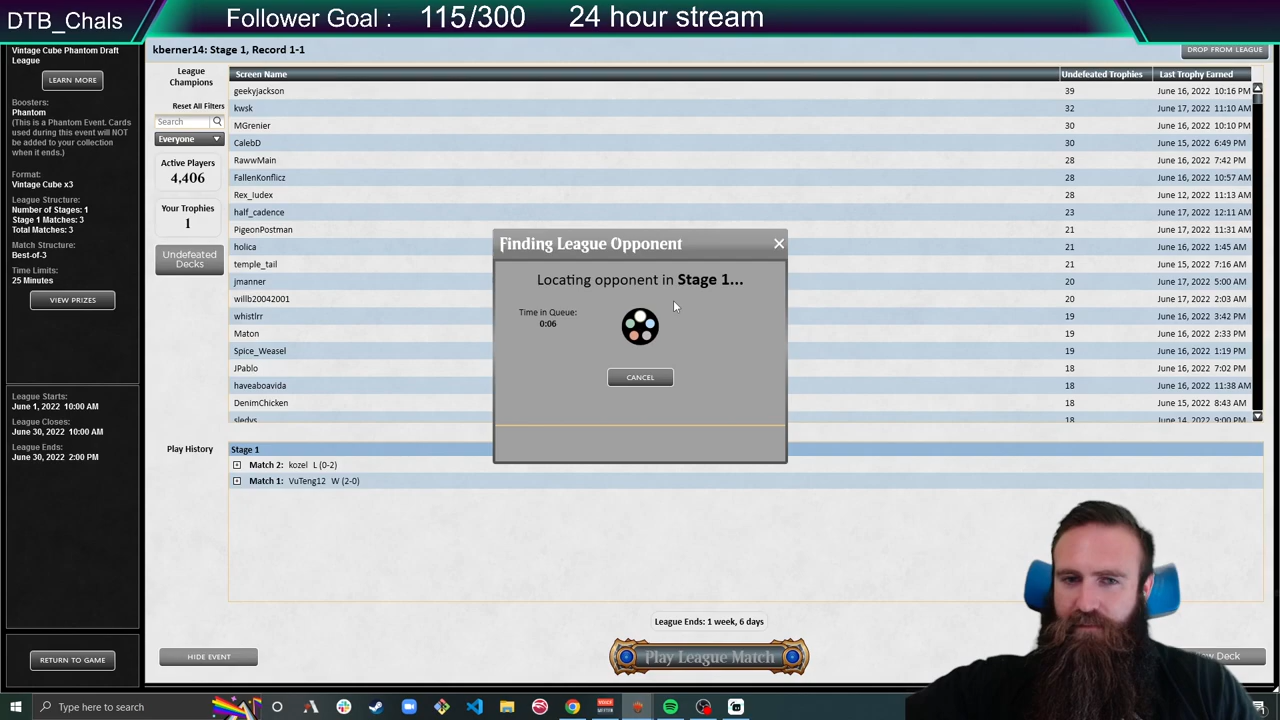 DTB_Chals
Follower Goal : 115/300 24 hour stream
Vintage Cube Phantom Draft
League
LEARN MORE
Boosters:
Phantom
(This is a Phantom Event. Cards
used during this event will NOT
be added to your collection
when it ends.)
Format:
Vintage Cube x3
League Structure:
Number of Stages: 1
Stage 1 Matches: 3
Total Matches: 3
Match Structure:
Best-of-3
Time Limits:
25 Minutes
VIEW PRIZES
League Starts:
June 1, 2022 10:00 AM
League Closes:
June 30, 2022 10:00 AM
League Ends:
June 30, 2022 2:00 PM
RETURN TO GAME
kberner14: Stage 1, Record 1-1
DROP FROM LEAGUE
League
Champions
Reset All Filters
Search
Everyone
Active Players
4,406
Your Trophies
1
Undefeated
Decks
Screen Name Undefeated Trophies Last Trophy Earned
geekyjackson 39 June 16, 2022 10:16 PM
kwsk 32 June 17, 2022 11:10 AM
MGrenier 30 June 16, 2022 10:10 PM
CalebD 30 June 15, 2022 6:49 PM
RawwMain 28 June 16, 2022 7:42 PM
FallenKonflicz 28 June 16, 2022 10:57 AM
Rex_Iudex 28 June 12, 2022 11:13 AM
half_cadence 23 June 17, 2022 12:11 AM
PigeonPostman 21 June 17, 2022 11:31 AM
holica 21 June 16, 2022 1:45 AM
temple_tail 21 June 15, 2022 7:16 AM
jmanner 20 June 17, 2022 5:00 AM
willb20042001 20 June 17, 2022 2:03 AM
whistlrr 19 June 16, 2022 3:42 PM
Maton 19 June 16, 2022 2:33 PM
Spice_Weasel 19 June 16, 2022 1:19 PM
JPablo 18 June 16, 2022 7:02 PM
haveaboavida 18 June 16, 2022 11:38 AM
DenimChicken 18 June 15, 2022 8:43 AM
sledys 18 June 14, 2022 9:00 PM
Finding League Opponent
Locating opponent in Stage 1...
Time in Queue:
0:06
CANCEL
Play History
Stage 1
Match 2: kozel L (0-2)
Match 1: VuTeng12 W (2-0)
League Ends: 1 week, 6 days
HIDE EVENT
Play League Match
Deck
Type here to search